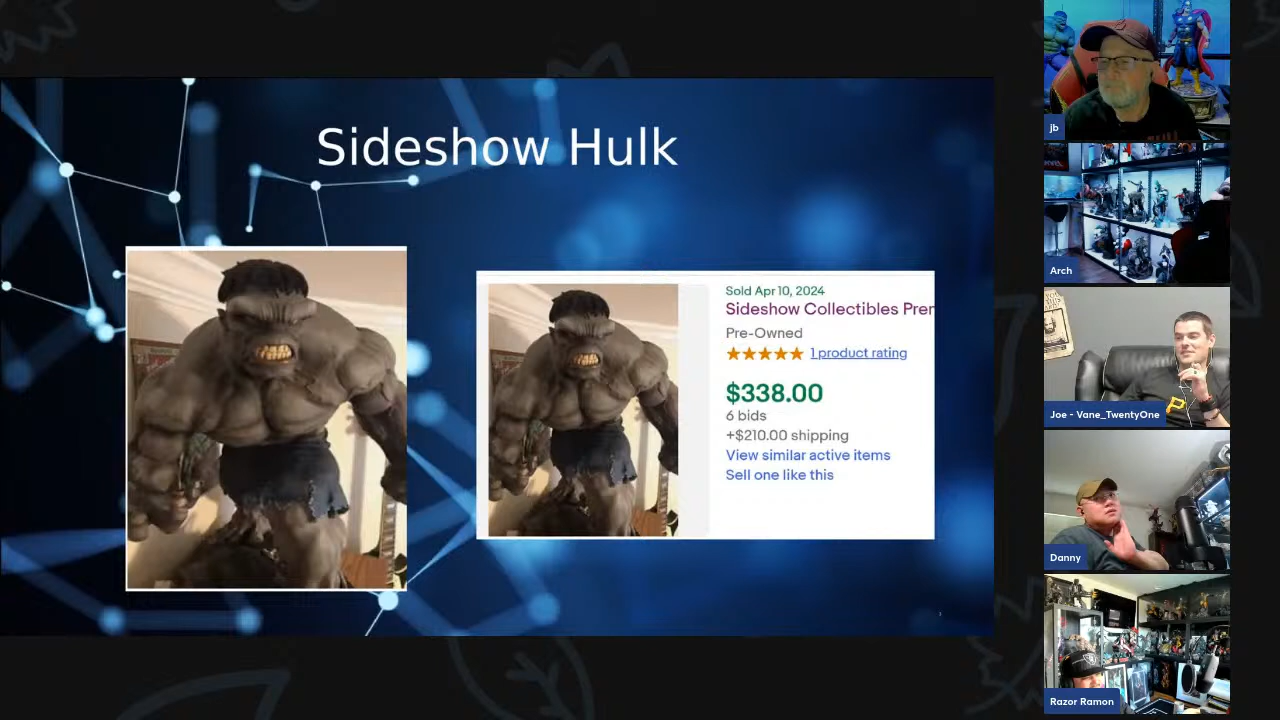 Sideshow Hulk
Sold Apr 10, 2024
Sideshow Collectibles Prer
Pre-Owned
1 product rating
$338.00
6 bids
+$210.00 shipping
View similar active items
Sell one like this
jb
Arch
Joe - Vane_TwentyOne
P
Danny
Razor Ramon